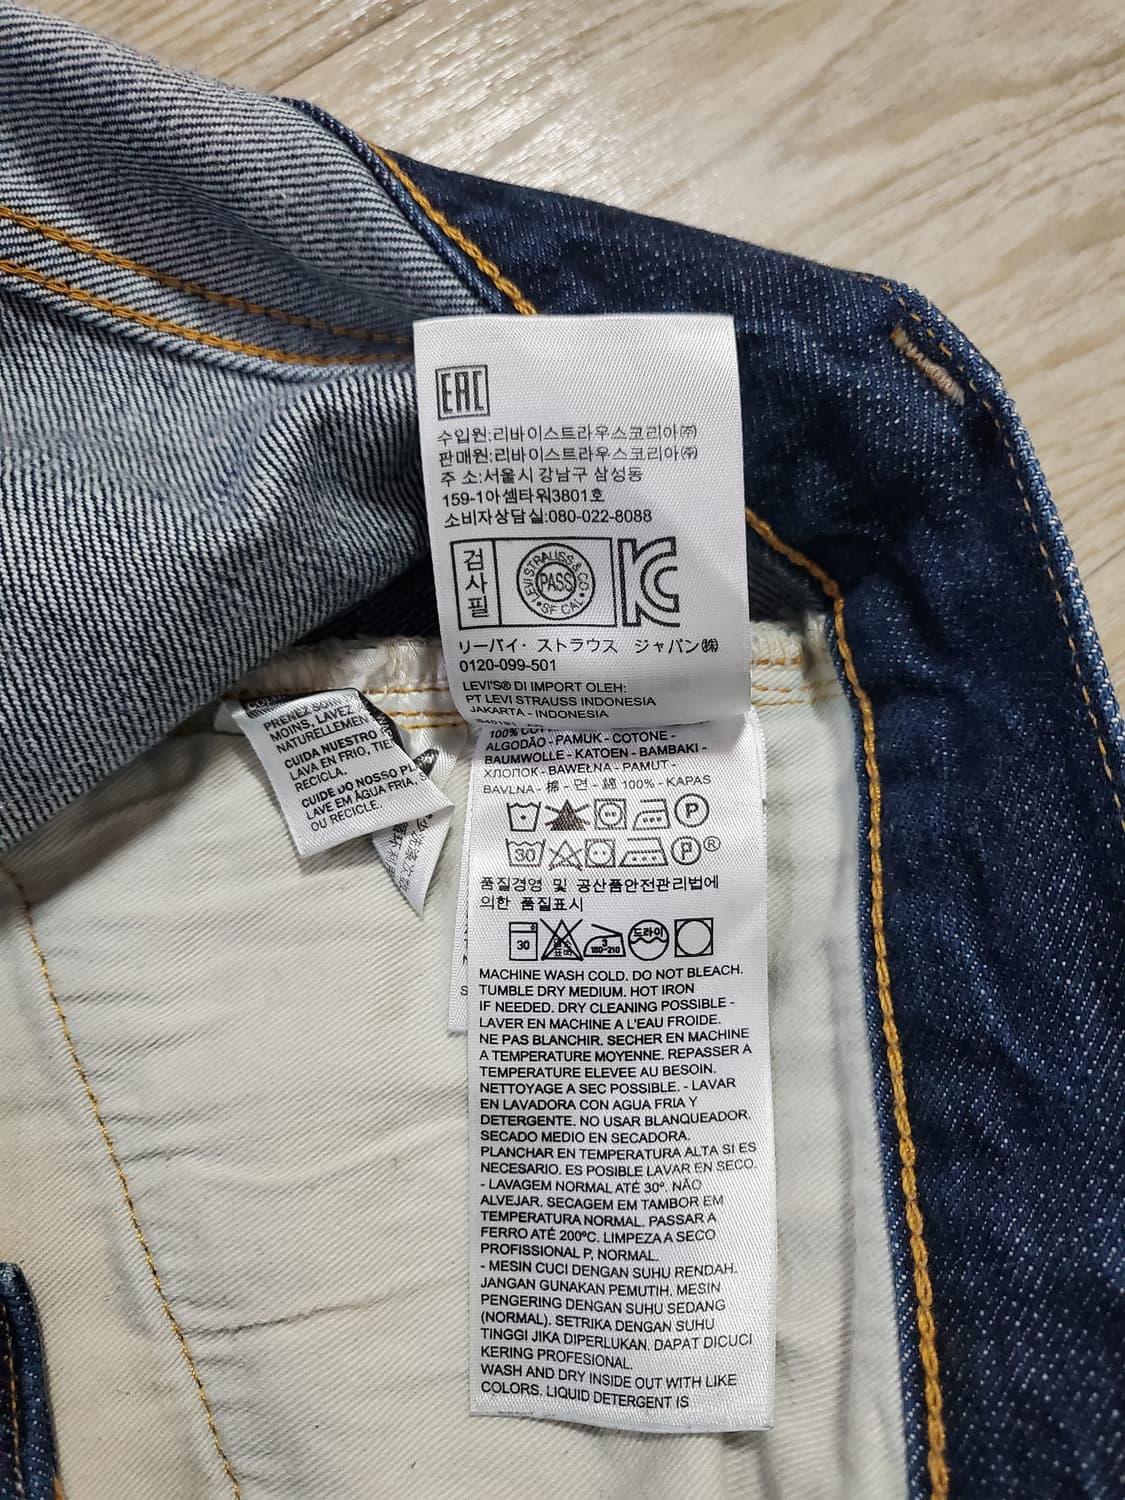 EAC
수입원:리바이스트라우스코리아㈜
판매원:리바이스트라우스코리아㈜
주 소:서울시 강남구 삼성동
159-1아셈타워3801호
소비자상담실:080-022-8088
검사필
LEVI STRAUSS & CO
PASS
SF CAL
リーバイ・ストラウス ジャパン㈱
0120-099-501
LEVI'S® DI IMPORT OLEH:
PT LEVI STRAUSS INDONESIA
JAKARTA - INDONESIA
100%
ALGODÃO - PAMUK - COTONE -
BAUMWOLLE - KATOEN - BAMBAKI -
ХЛОПОК - BAWEŁNA - PAMUT -
BAVLNA - 棉 - 면 - 綿 100% - KAPAS
P
30 P®
품질경영 및 공산품안전관리법에
의한 품질표시
30 3 180-210 드라이
MACHINE WASH COLD. DO NOT BLEACH.
TUMBLE DRY MEDIUM. HOT IRON
IF NEEDED. DRY CLEANING POSSIBLE -
LAVER EN MACHINE A L'EAU FROIDE.
NE PAS BLANCHIR. SECHER EN MACHINE
A TEMPERATURE MOYENNE. REPASSER A
TEMPERATURE ELEVEE AU BESOIN.
NETTOYAGE A SEC POSSIBLE. - LAVAR
EN LAVADORA CON AGUA FRIA Y
DETERGENTE. NO USAR BLANQUEADOR.
SECADO MEDIO EN SECADORA.
PLANCHAR EN TEMPERATURA ALTA SI ES
NECESARIO. ES POSIBLE LAVAR EN SECO.
- LAVAGEM NORMAL ATÉ 30º. NÃO
ALVEJAR. SECAGEM EM TAMBOR EM
TEMPERATURA NORMAL. PASSAR A
FERRO ATÉ 200ºC. LIMPEZA A SECO
PROFISSIONAL P, NORMAL.
- MESIN CUCI DENGAN SUHU RENDAH.
JANGAN GUNAKAN PEMUTIH. MESIN
PENGERING DENGAN SUHU SEDANG
(NORMAL). SETRIKA DENGAN SUHU
TINGGI JIKA DIPERLUKAN. DAPAT DICUCI
KERING PROFESIONAL.
WASH AND DRY INSIDE OUT WITH LIKE
COLORS. LIQUID DETERGENT IS
PRENEZ
MOINS, LAVEZ
NATURELLEMEN
CUIDA NUESTRO
LAVA EN FRIO, TIE
RECICLA.
CUIDE DO NOSSO P
LAVE EM ÁGUA FRIA, S
OU RECICLE.